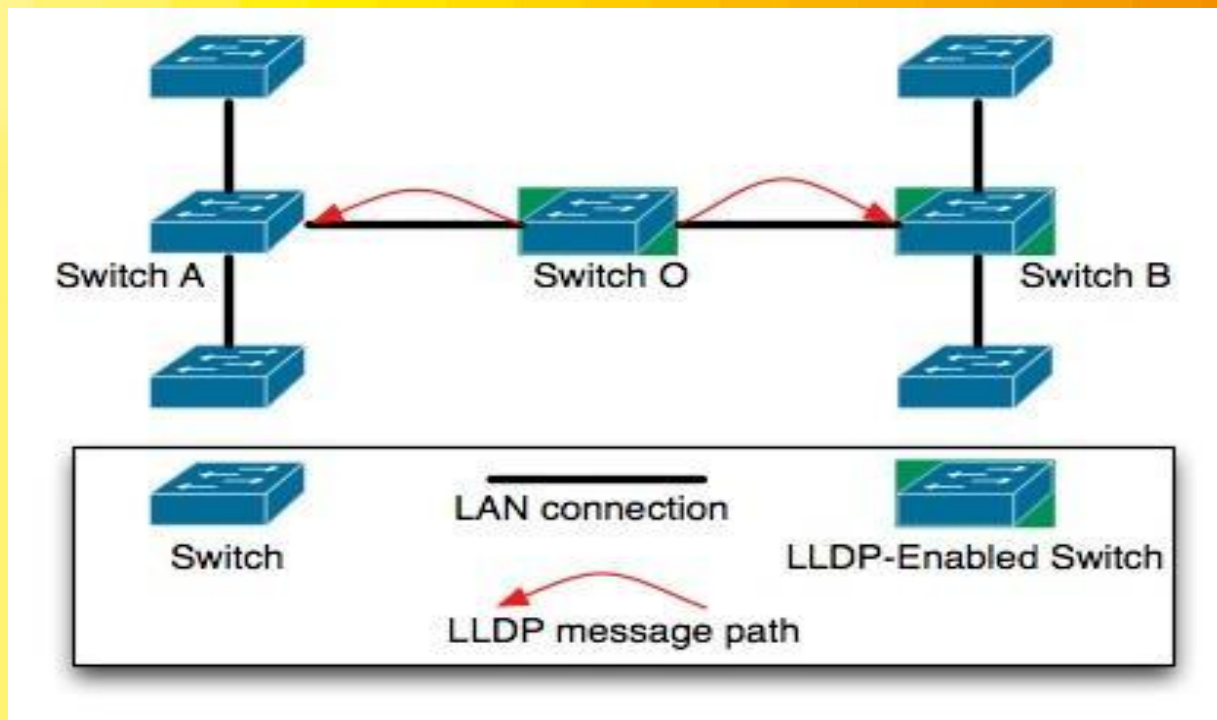 Switch A
Switch O
Switch B
LAN connection
Switch
LLDP-Enabled Switch
LLDP message path